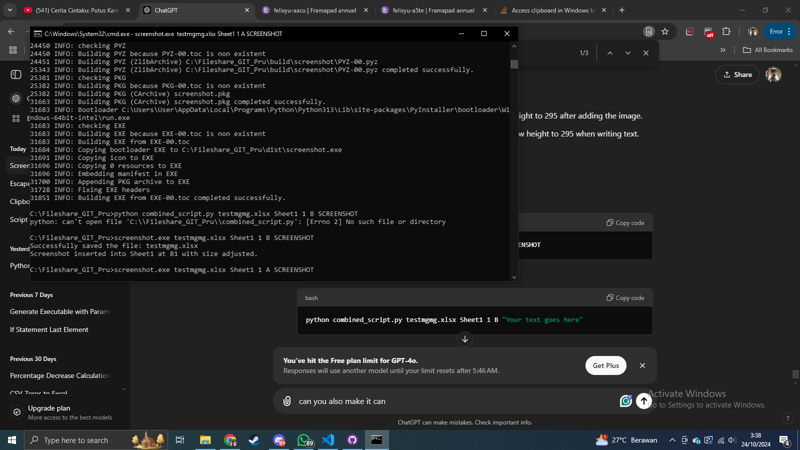 (541) Cerita Cintaku: Putus Kam
ChatGPT
felixyu-aacu | Framapad annuel
felixyu-a5te | Framapad annuel
Access clipboard in Windows b
C:\Windows\System32\cmd.exe - screenshot.exe testmgmg.xlsx Sheet1 1 A SCREENSHOT
Error
All Bookmarks
24450 INFO: checking PYZ
24450 INFO: Building PYZ because PYZ-00.toc is non existent
24451 INFO: Building PYZ (ZlibArchive) C:\Fileshare_GIT_Pru\build\screenshot\PYZ-00.pyz
25343 INFO: Building PYZ (ZlibArchive) C:\Fileshare_GIT_Pru\build\screenshot\PYZ-00.pyz completed successfully.
25381 INFO: checking PKG
25382 INFO: Building PKG because PKG-00.toc is non existent
25382 INFO: Building PKG (CArchive) screenshot.pkg
31663 INFO: Building PKG (CArchive) screenshot.pkg completed successfully.
31683 INFO: Bootloader C:\Users\User\AppData\Local\Programs\Python\Python313\Lib\site-packages\PyInstaller\bootloader\Wi
ndows-64bit-intel\run.exe
31683 INFO: checking EXE
31683 INFO: Building EXE because EXE-00.toc is non existent
31683 INFO: Building EXE from EXE-00.toc
31684 INFO: Copying bootloader EXE to C:\Fileshare_GIT_Pru\dist\screenshot.exe
31691 INFO: Copying icon to EXE
31696 INFO: Copying 0 resources to EXE
31696 INFO: Embedding manifest in EXE
31700 INFO: Appending PKG archive to EXE
31728 INFO: Fixing EXE headers
31851 INFO: Building EXE from EXE-00.toc completed successfully.
C:\Fileshare_GIT_Pru>python combined_script.py testmgmg.xlsx Sheet1 1 B SCREENSHOT
python: can't open file 'C:\\Fileshare_GIT_Pru\\combined_script.py': [Errno 2] No such file or directory
C:\Fileshare_GIT_Pru>screenshot.exe testmgmg.xlsx Sheet1 1 B SCREENSHOT
Successfully saved the file: testmgmg.xlsx
Screenshot inserted into Sheet1 at B1 with size adjusted.
C:\Fileshare_GIT_Pru>screenshot.exe testmgmg.xlsx Sheet1 1 A SCREENSHOT
1/3
Share
ight to 295 after adding the image.
w height to 295 when writing text.
Copy code
ENSHOT
Today
Screen
Escape
Clipbo
Script
Yesterd
Python
Previous 7 Days
Generate Executable with Param
If Statement Last Element
Previous 30 Days
Percentage Decrease Calculation
CSV Zeros to Excel
Upgrade plan
More access to the best models
bash
Copy code
python combined_script.py testmgmg.xlsx Sheet1 1 B "Your text goes here"
You've hit the Free plan limit for GPT-4o.
Responses will use another model until your limit resets after 5:46 AM.
Get Plus
can you also make it can
ChatGPT can make mistakes. Check important info.
Activate Windows
Go to Settings to activate Windows.
Type here to search
89
27°C Berawan
3:38
24/10/2024
4